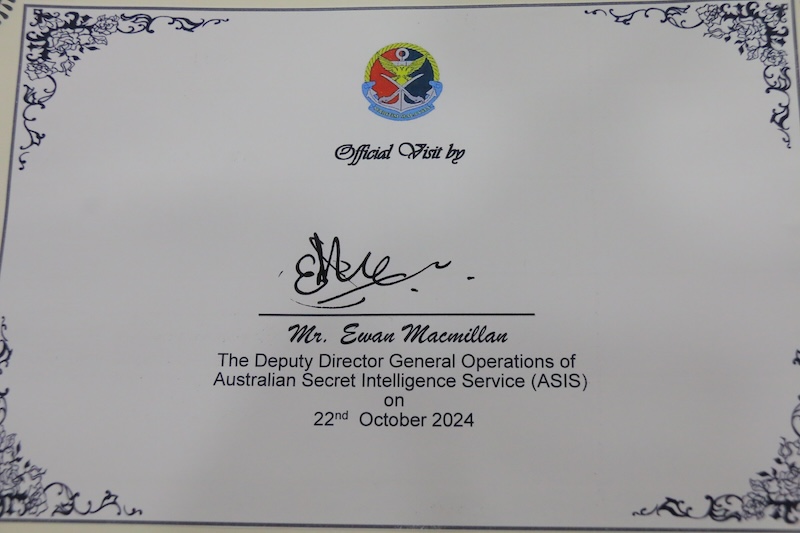 Official Visit by
Mr. Ewan Macmillan
The Deputy Director General Operations of
Australian Secret Intelligence Service (ASIS)
on
22nd October 2024